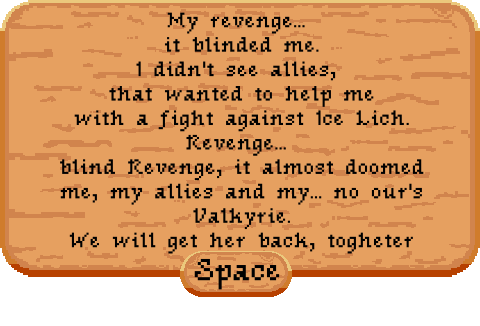 My revenge...
it blinded me.
I didn't see allies,
that wanted to help me
with a fight against Ice Lich.
Revenge...
blind Revenge, it almost doomed
me, my allies and my... no our's
Valkyrie.
We will get her back, togheter
Space